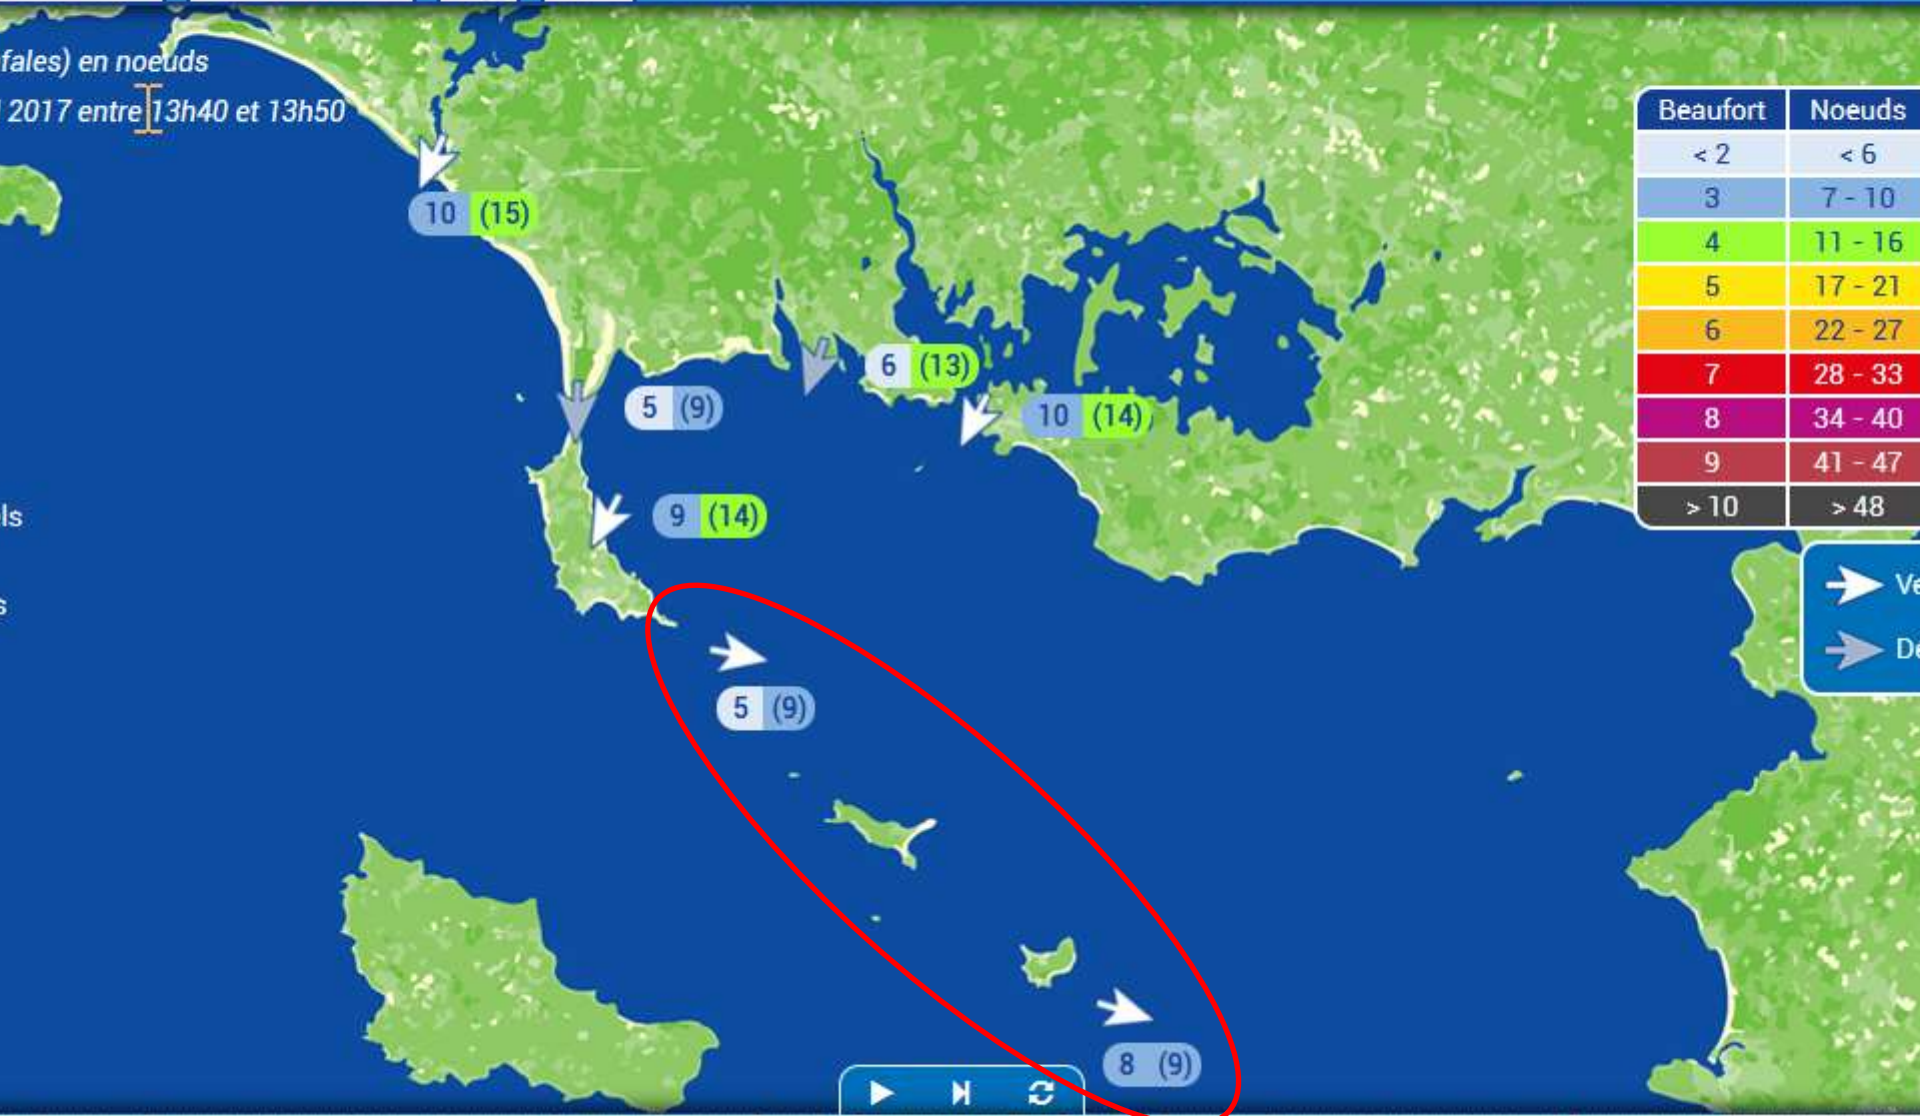 fales) en noeuds
2017 entre 13h40 et 13h50
Beaufort Noeuds
< 2 < 6
3 7 - 10
4 11 - 16
5 17 - 21
6 22 - 27
7 28 - 33
8 34 - 40
9 41 - 47
> 10 > 48
10 (15)
6 (13)
5 (9)
10 (14)
9 (14)
ls
Ve
s
De
5 (9)
8 (9)